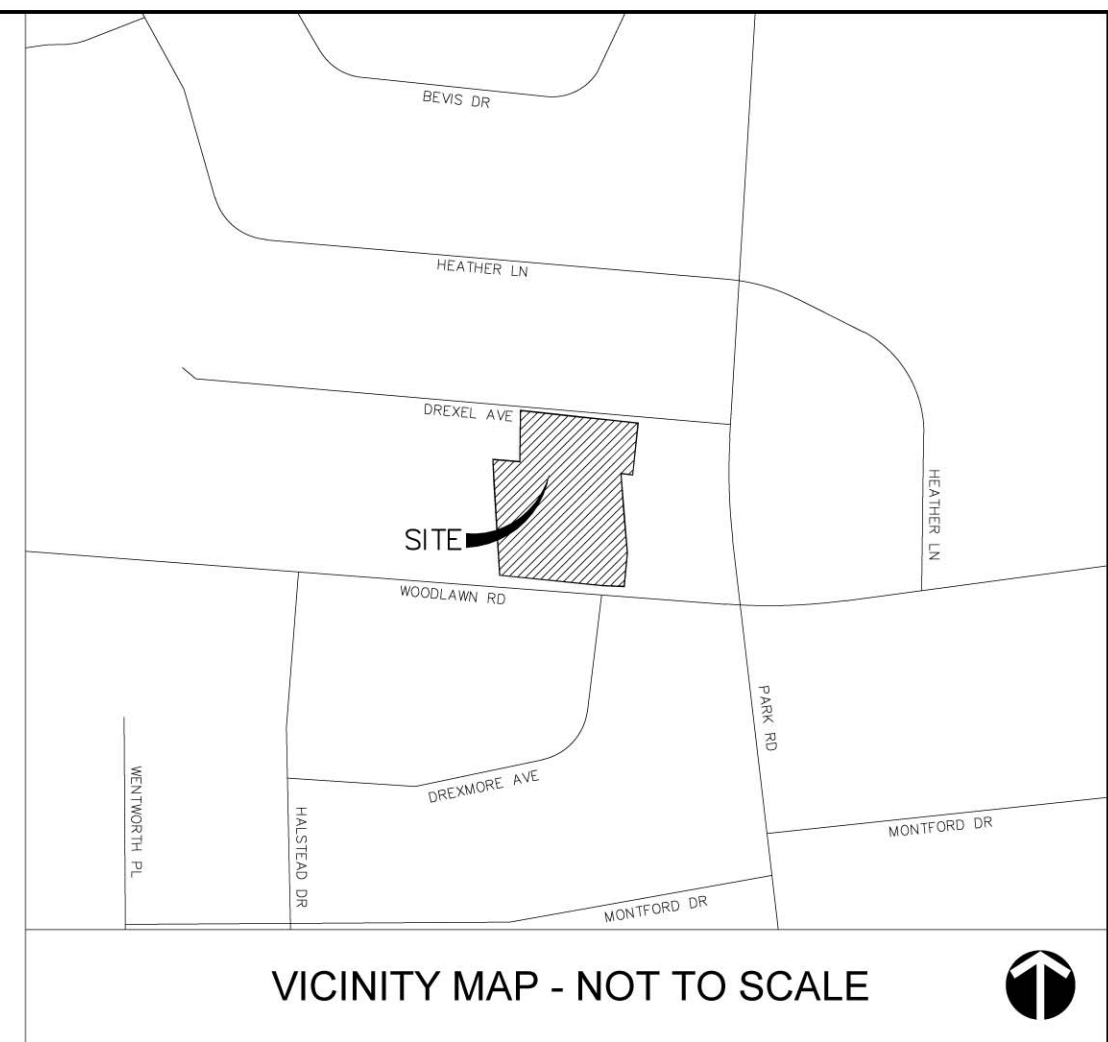 BEVIS DR
HEATHER LN
DREXEL AVE
HEATHER LN
SITE
WOODLAWN RD
PARK RD
WENTWORTH PL
DREXMORE AVE
HALSTEAD DR
MONTFORD DR
MONTFORD DR
VICINITY MAP - NOT TO SCALE